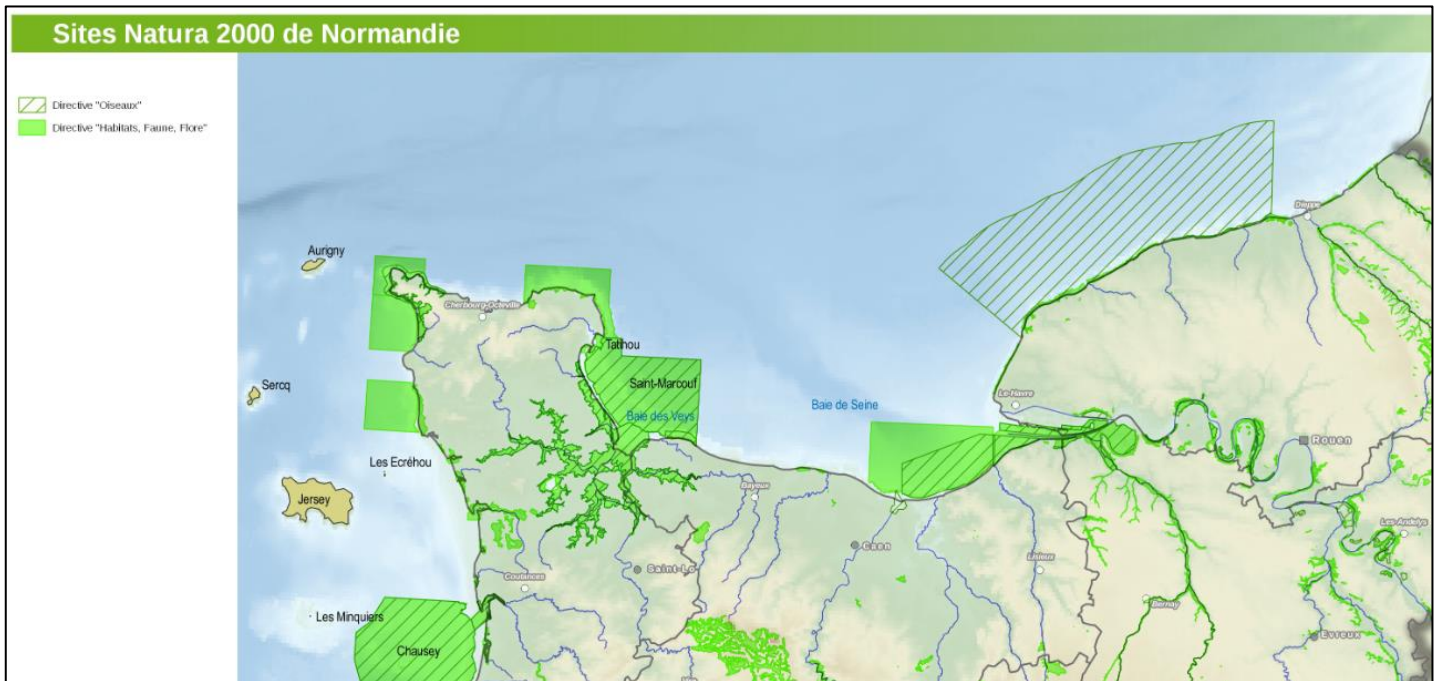 Sites Natura 2000 de Normandie
Directive "Oiseaux"
Directive "Habitats, Faune, Flore"
Dieppe
Aurigny
Cherbourg-Octeville
Tatihou
Sercq
Saint-Marcouf
Le-Havre
Baie de Seine
Baie des Veys
Rouen
Les Ecréhou
Bayeux
Jersey
Les-Andelys
Caen
Lisieux
Saint-Lo
Coutances
Bernay
Les Minquiers
Evreux
Chausey